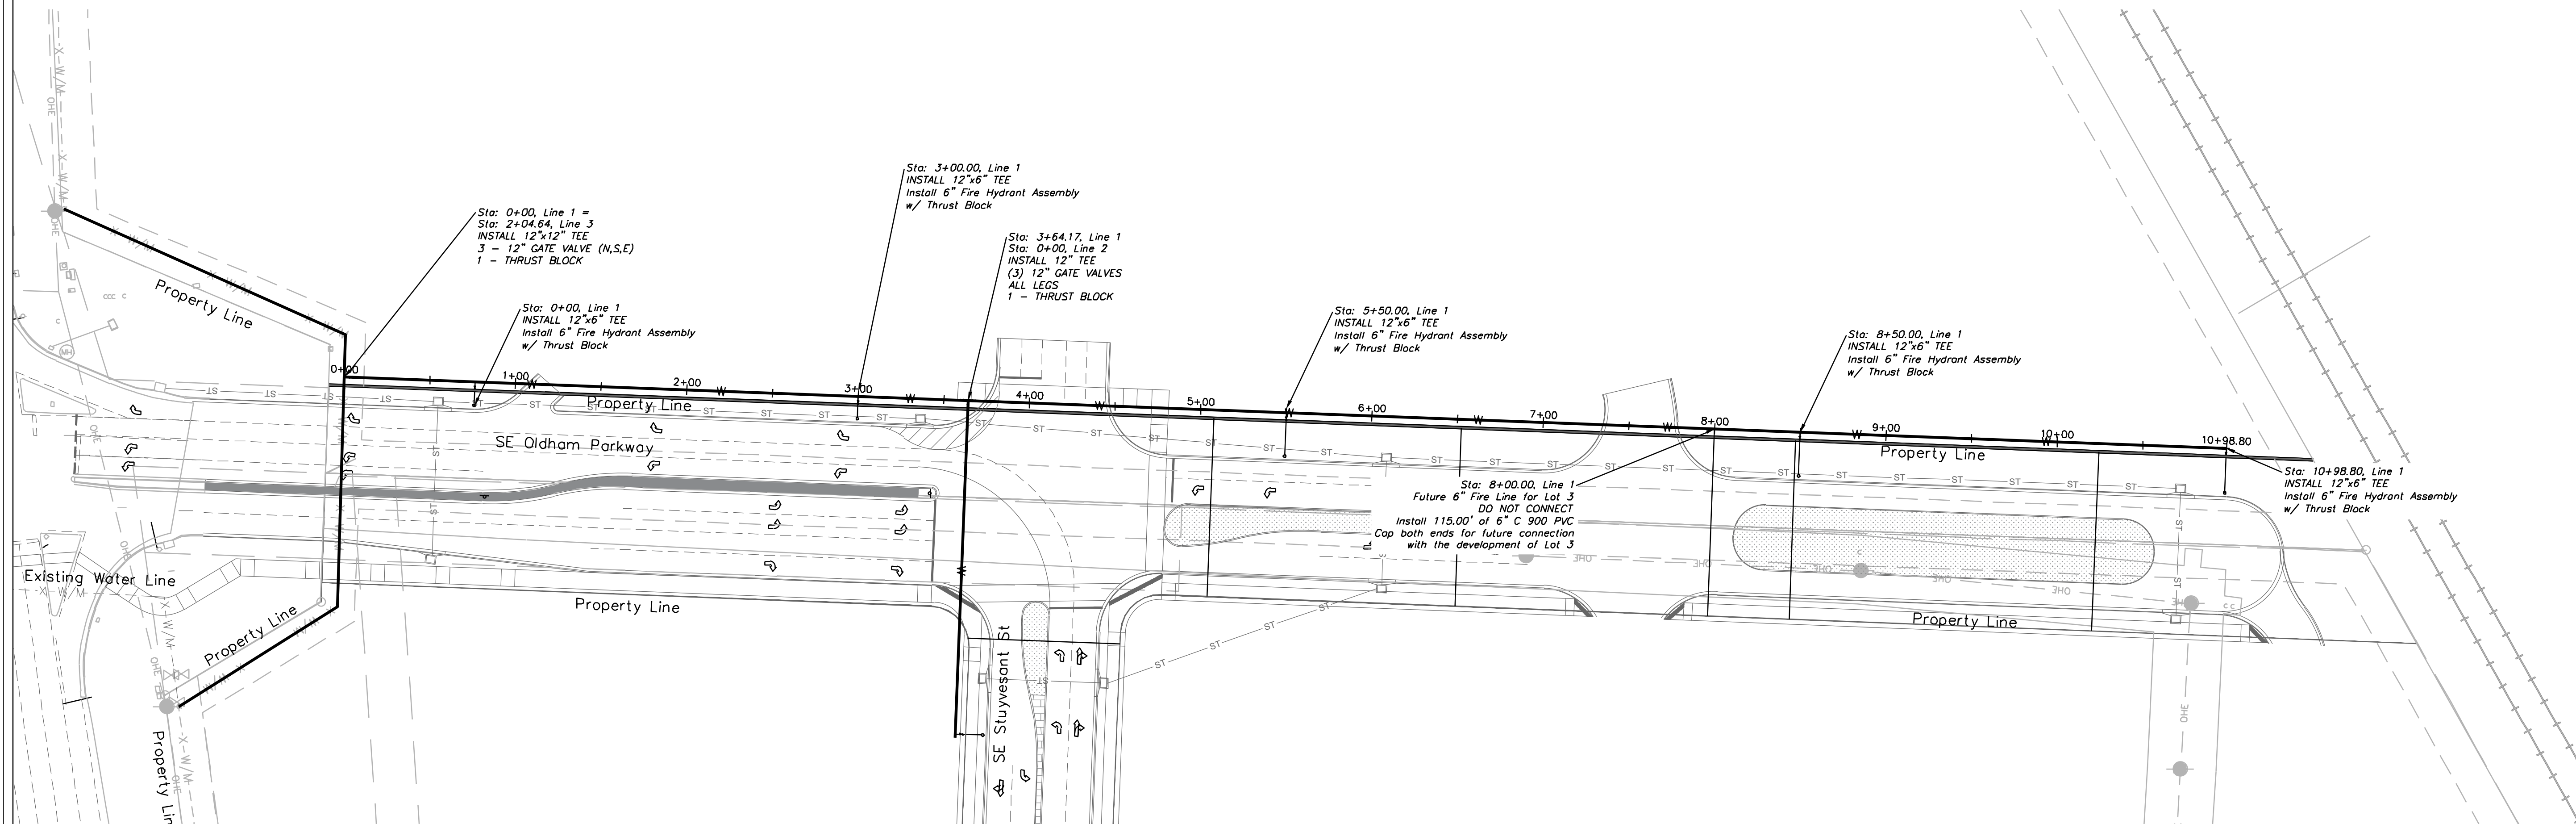 Sta: 0+00, Line 1 =
Sta: 2+04.64, Line 3
INSTALL 12"x12" TEE
3 - 12" GATE VALVE (N,S,E)
1 - THRUST BLOCK
Sta: 0+00, Line 1
INSTALL 12"x6" TEE
Install 6" Fire Hydrant Assembly
w/ Thrust Block
Sta: 3+00.00, Line 1
INSTALL 12"x6" TEE
Install 6" Fire Hydrant Assembly
w/ Thrust Block
Sta: 3+64.17, Line 1
Sta: 0+00, Line 2
INSTALL 12" TEE
(3) 12" GATE VALVES
ALL LEGS
1 - THRUST BLOCK
Sta: 5+50.00, Line 1
INSTALL 12"x6" TEE
Install 6" Fire Hydrant Assembly
w/ Thrust Block
Sta: 8+50.00, Line 1
INSTALL 12"x6" TEE
Install 6" Fire Hydrant Assembly
w/ Thrust Block
Sta: 10+98.80, Line 1
INSTALL 12"x6" TEE
Install 6" Fire Hydrant Assembly
w/ Thrust Block
Sta: 8+00.00, Line 1
Future 6" Fire Line for Lot 3
DO NOT CONNECT
Install 115.00' of 6" C 900 PVC
Cap both ends for future connection
with the development of Lot 3
0+00
1+00
2+00
3+00
4+00
5+00
6+00
7+00
8+00
9+00
10+00
10+98.80
Property Line
Property Line
Property Line
SE Oldham Parkway
Existing Water Line
Property Line
Property Line
Property Line
SE Stuyvesant St
Property Lin
MH